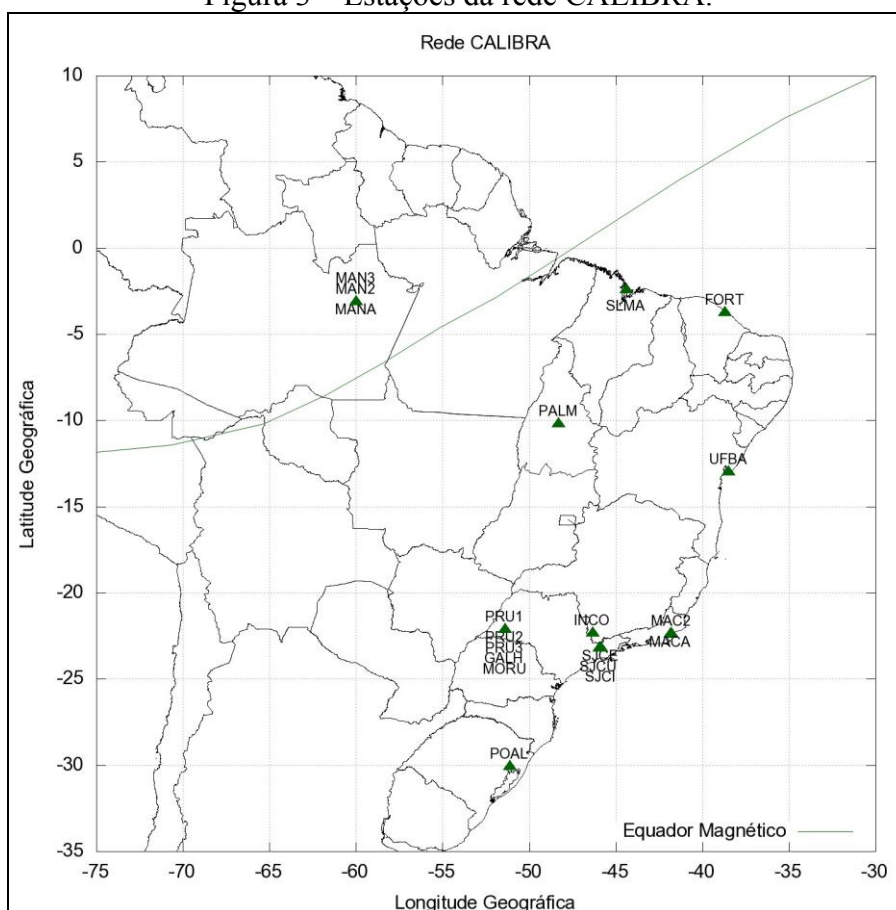 Figura 3 – Estações da rede CALIBRA.
Rede CALIBRA
10
5
0
-5
-10
-15
-20
-25
-30
-35
Latitude Geográfica
MAN3
MAN2
MANA
SLMA
FORT
PALM
UFBA
PRU1
PRU2
PRU3
GALH
MORU
INCO
SJCE
SJCU
SJCI
MAC2
MACA
POAL
Equador Magnético
-75 -70 -65 -60 -55 -50 -45 -40 -35 -30
Longitude Geográfica